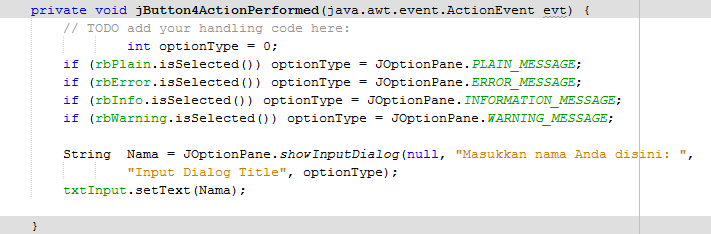 private void jButton4ActionPerformed(java.awt.event.ActionEvent evt) {
// TODO add your handling code here:
int optionType = 0;
if (rbPlain.isSelected()) optionType = JOptionPane.PLAIN_MESSAGE;
if (rbError.isSelected()) optionType = JOptionPane.ERROR_MESSAGE;
if (rbInfo.isSelected()) optionType = JOptionPane.INFORMATION_MESSAGE;
if (rbWarning.isSelected()) optionType = JOptionPane.WARNING_MESSAGE;
String  Nama = JOptionPane.showInputDialog(null, "Masukkan nama Anda disini: ",
"Input Dialog Title", optionType);
txtInput.setText(Nama);
}